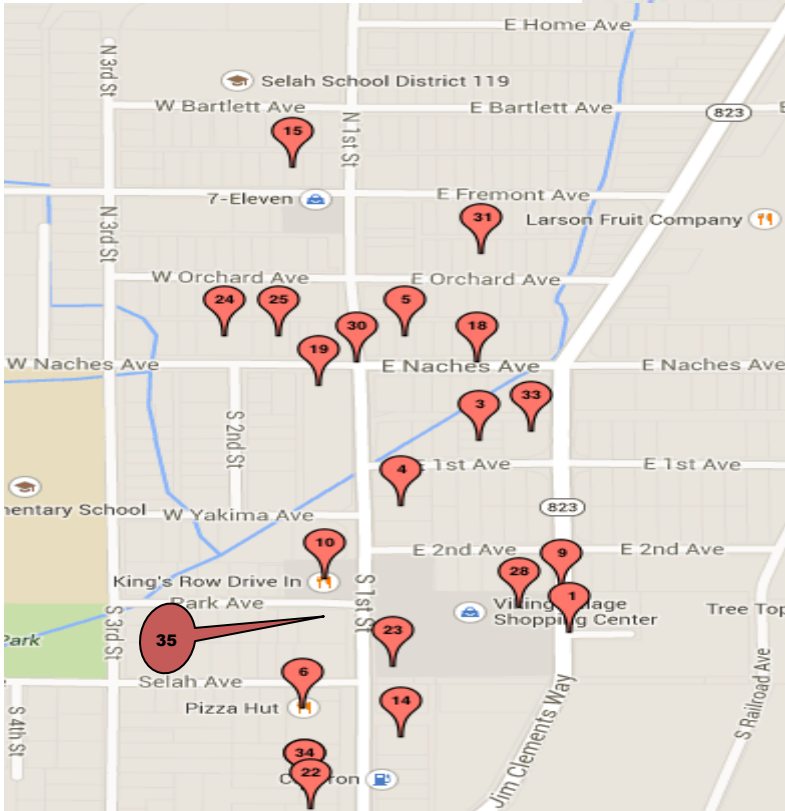 E Home Ave
N 3rd St
Selah School District 119
W Bartlett Ave
E Bartlett Ave
823
E
15
N 1st St
7-Eleven
E Fremont Ave
31
Larson Fruit Company
N 3rd St
W Orchard Ave
E Orchard Ave
24
25
5
30
18
19
W Naches Ave
E Naches Ave
E Naches Ave
33
3
S 2nd St
4
E 1st Ave
E 1st Ave
mentary School
W Yakima Ave
823
10
E 2nd Ave
9
E 2nd Ave
28
King's Row Drive In
1
Park Ave
S 1st St
Shopping Center
Tree Top
S 3rd St
35
23
Park
6
Selah Ave
Pizza Hut
14
S 4th St
Jim Clements Way
S Railroad Ave
34
22